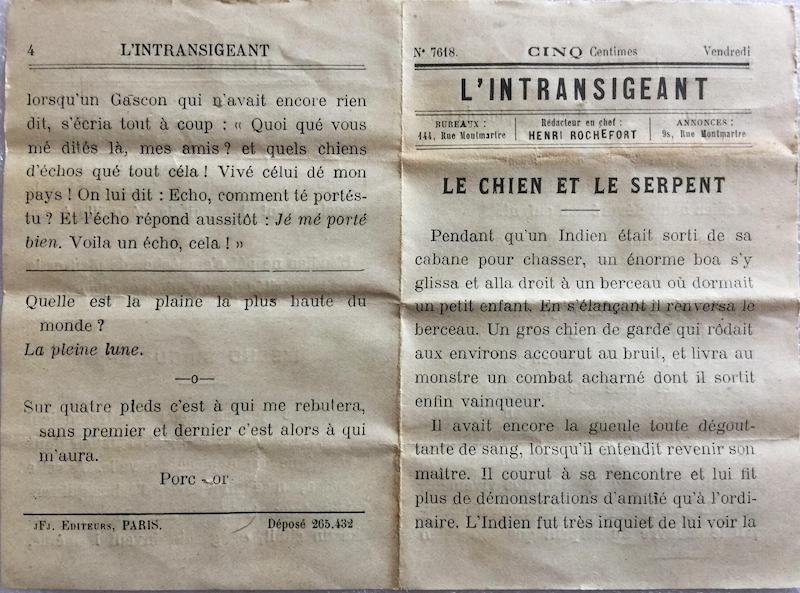 4 L'INTRANSIGEANT
lorsqu'un Gascon qui n'avait encore rien
dit, s'écria tout à coup : « Quoi qué vous
mé dités là, mes amis ? et quels chiens
d'échos qué tout céla ! Vivé célui dé mon
pays ! On lui dit : Echo, comment té portés-
tu ? Et l'écho répond aussitôt : Jé mé porté
bien. Voila un écho, cela ! »
Quelle est la plaine la plus haute du
monde ?
La pleine lune.
—o—
Sur quatre pieds c'est à qui me rebutera,
sans premier et dernier c'est alors à qui
m'aura.
Porc - or
JFJ. EDITEURS, PARIS. Déposé 265.432
N° 7618. CINQ Centimes Vendredi
L'INTRANSIGEANT
BUREAUX :
144, Rue Montmartre
Rédacteur en chef :
HENRI ROCHEFORT
ANNONCES :
9s, Rue Montmartre
LE CHIEN ET LE SERPENT
Pendant qu'un Indien était sorti de sa
cabane pour chasser, un énorme boa s'y
glissa et alla droit à un berceau où dormait
un petit enfant. En s'élançant il renversa le
berceau. Un gros chien de garde qui rôdait
aux environs accourut au bruit, et livra au
monstre un combat acharné dont il sortit
enfin vainqueur.
Il avait encore la gueule toute dégout-
tante de sang, lorsqu'il entendit revenir son
maître. Il courut à sa rencontre et lui fit
plus de démonstrations d'amitié qu'à l'ordi-
naire. L'Indien fut très inquiet de lui voir la